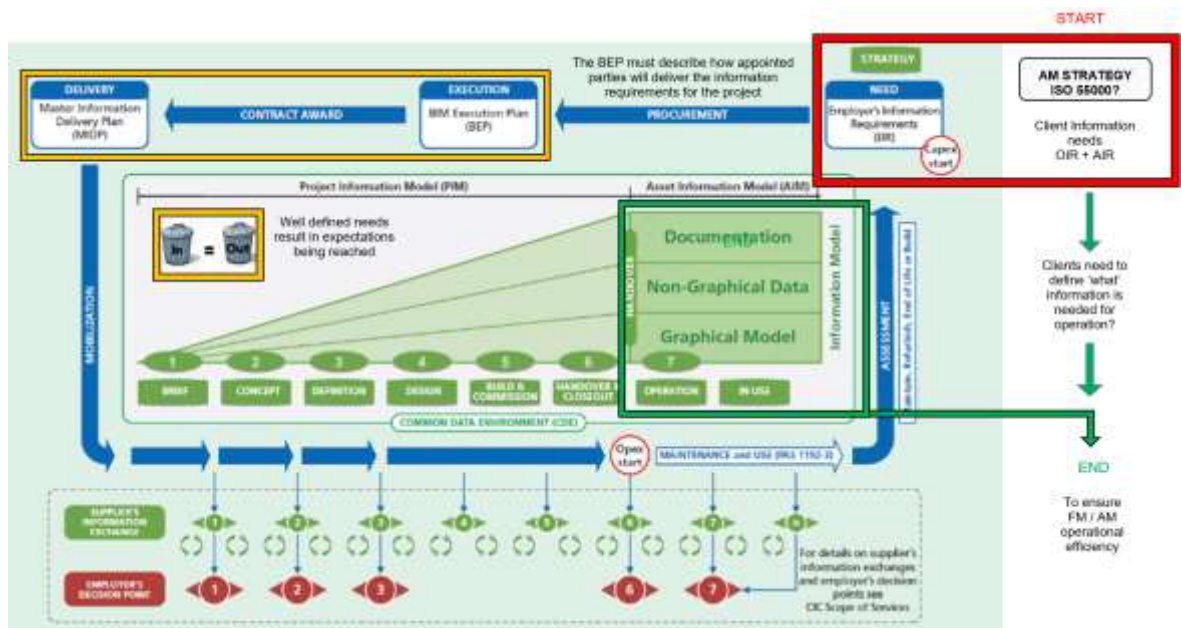 START
The BEP must describe how appointed
parties will deliver the information
requirements for the project
STRATEGY
AM STRATEGY
ISO 55000?
Client Information
needs
OIR + AIR
DELIVERY
Master Information
Delivery Plan
(MIDP)
CONTRACT AWARD
EXECUTION
BIM Execution Plan
(BEP)
PROCUREMENT
NEED
Employer's Information
Requirements
(EIR)
Capex
start
Project Information Model (PIM)
Asset Information Model (AIM)
In
=
Out
Well defined needs
result in expectations
being reached
HANDOVER
Documentation
END
Non-Graphical Data
Graphical Model
Information Model
MOBILIZATION
ASSESSMENT
Clients need to
define 'what'
information is
needed for
operation?
1
2
3
4
5
6
7
BRIEF
CONCEPT
DEFINITION
DESIGN
BUILD &
COMMISSION
HANDOVER &
CLOSEOUT
OPERATION
IN USE
COMMON DATA ENVIRONMENT (CDE)
Opex
start
MAINTENANCE and USE (PAS 1192-3)
END
To ensure
FM / AM
operational
efficiency
SUPPLIER'S
INFORMATION
EXCHANGE
1
2
3
4
5
6
7
EMPLOYER'S
DECISION POINT
1
2
3
6
7
For details on supplier's
information exchanges
and employer's decision
points see
CIC Scope of Services